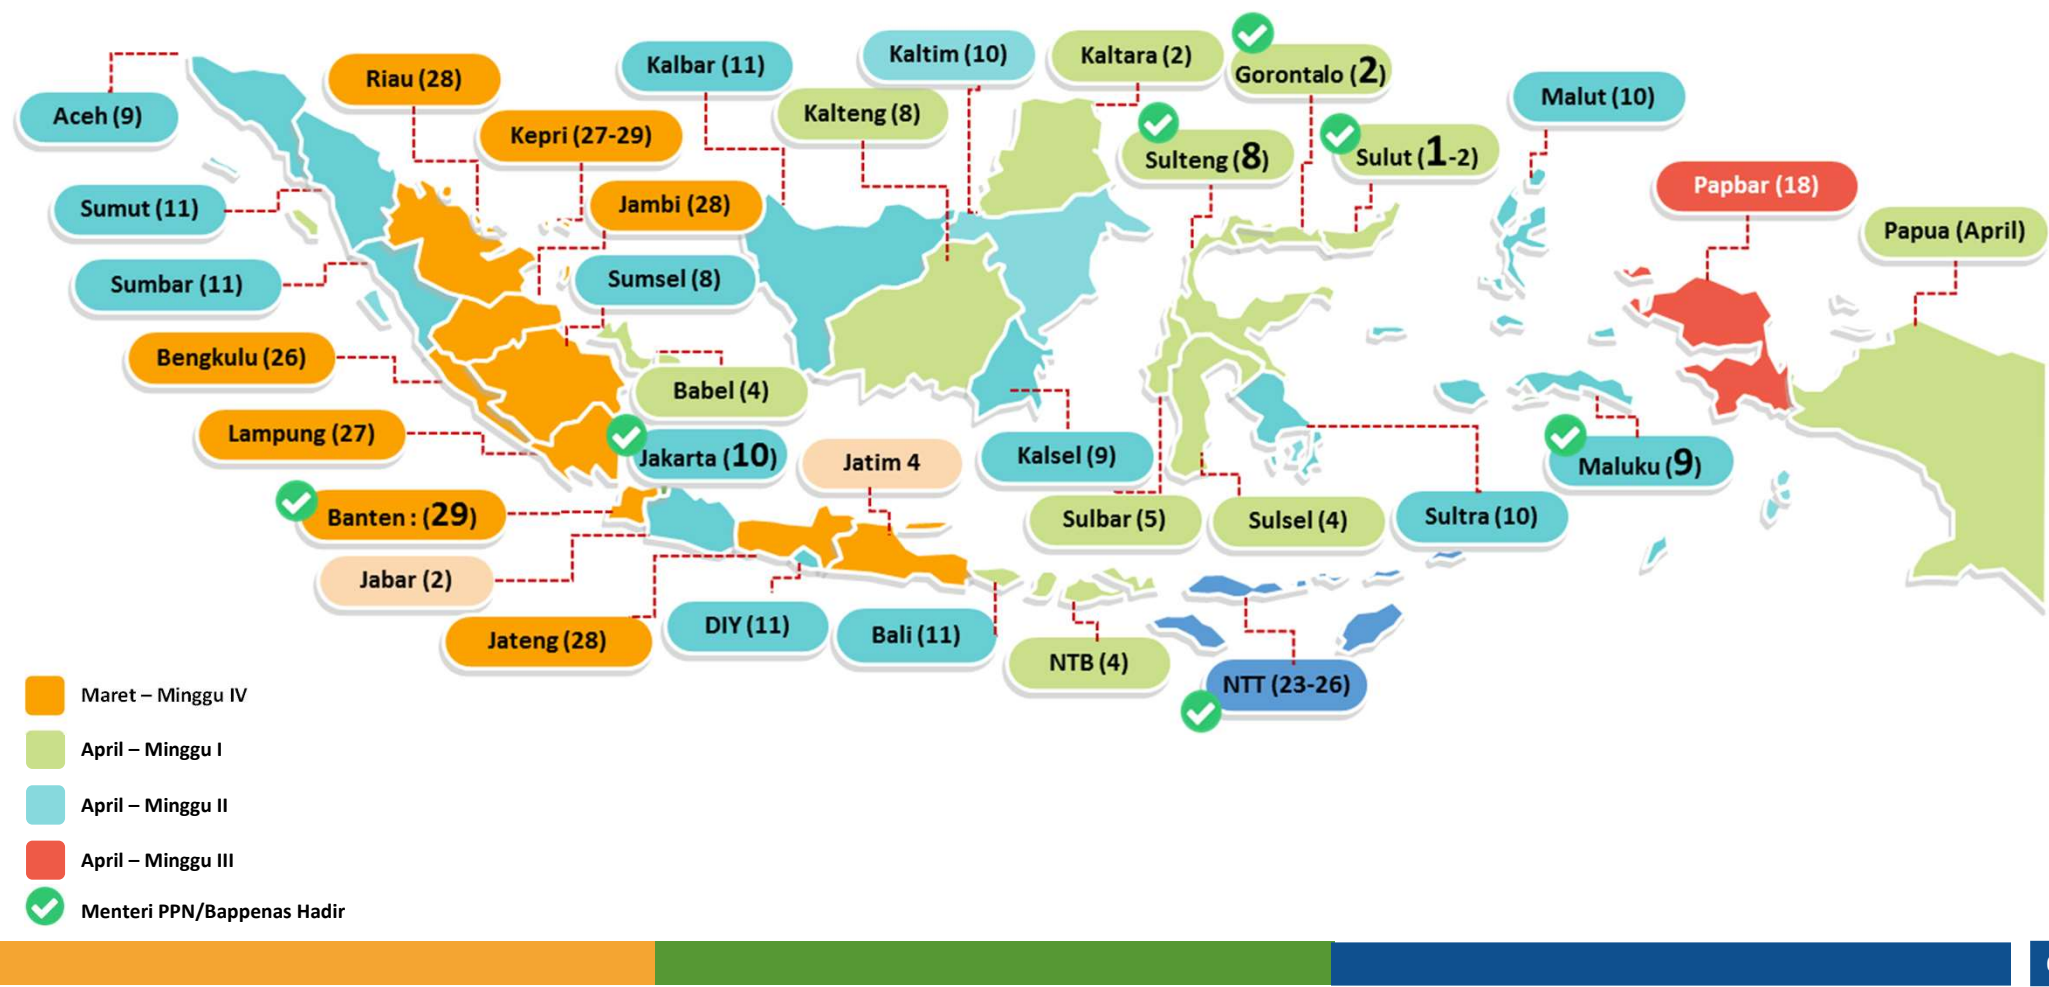 Kaltim (10)
Kaltara (2)
Gorontalo (2)
Kalbar (11)
Riau (28)
Malut (10)
Aceh (9)
Kalteng (8)
Kepri (27-29)
Sulteng (8)
Sulut (1-2)
Papbar (18)
Sumut (11)
Jambi (28)
Papua (April)
Sumbar (11)
Sumsel (8)
Bengkulu (26)
Babel (4)
Lampung (27)
Jakarta (10)
Jatim 4
Kalsel (9)
Maluku (9)
Banten : (29)
Sulbar (5)
Sulsel (4)
Sultra (10)
Jabar (2)
Jateng (28)
DIY (11)
Bali (11)
NTB (4)
NTT (23-26)
Maret – Minggu IV
April – Minggu I
April – Minggu II
April – Minggu III
Menteri PPN/Bappenas Hadir